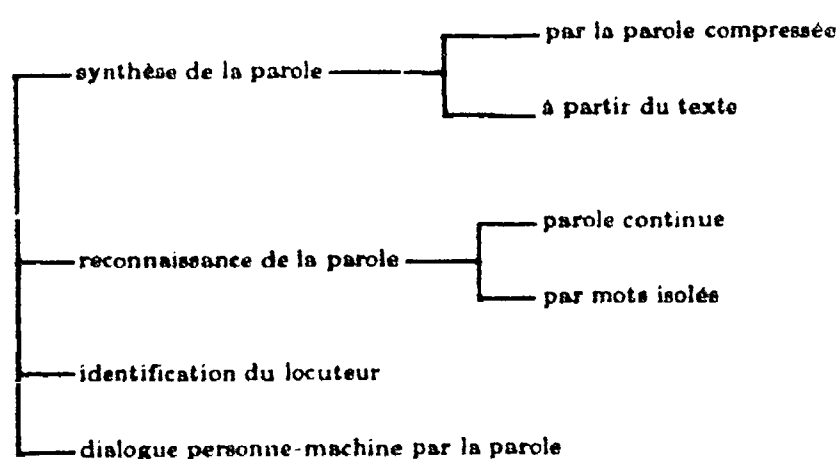 par la parole compressée
synthèse de la parole
à partir du texte
parole continue
reconnaissance de la parole
par mots isolés
identification du locuteur
dialogue personne-machine par la parole